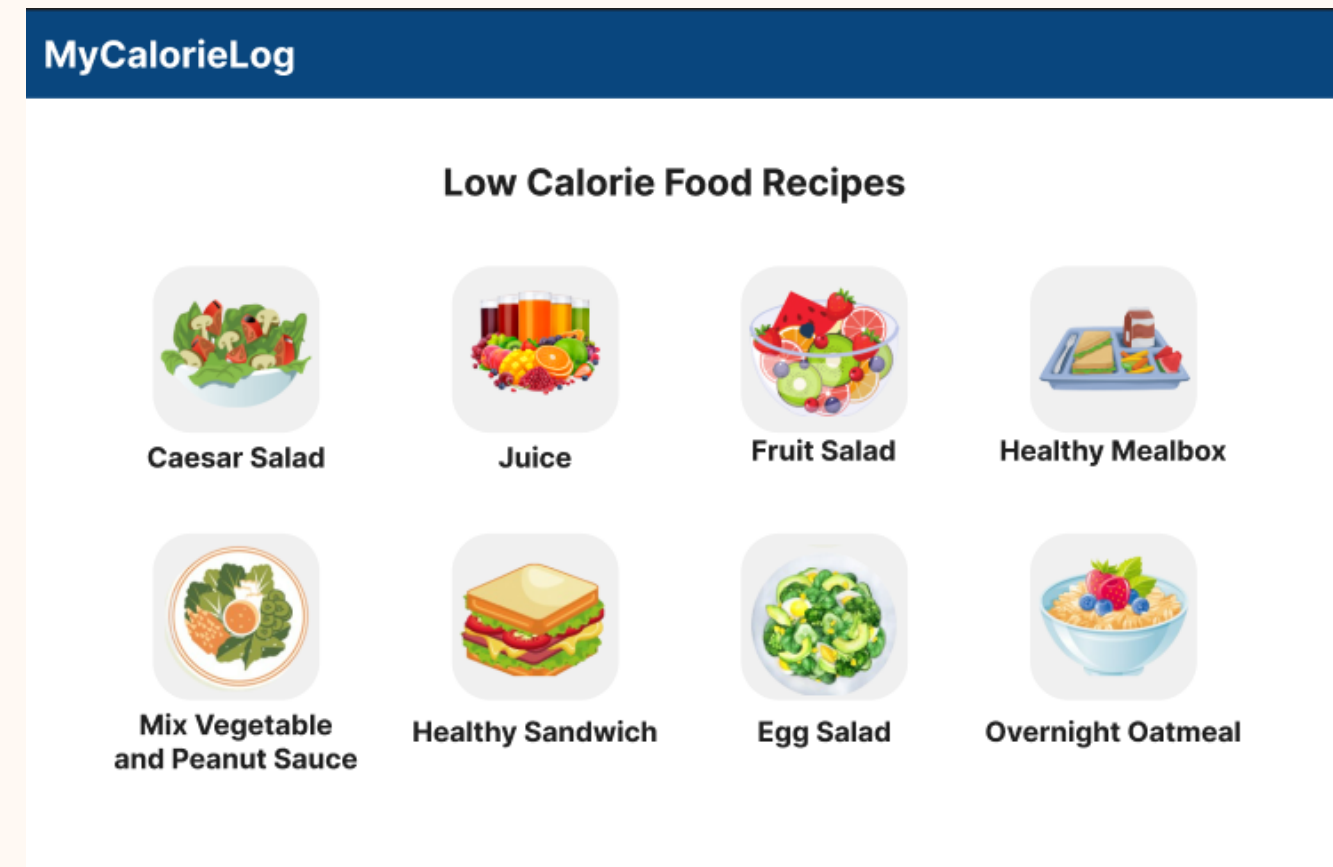 MyCalorieLog
Low Calorie Food Recipes
Caesar Salad
Juice
Fruit Salad
Healthy Mealbox
Mix Vegetable
and Peanut Sauce
Healthy Sandwich
Egg Salad
Overnight Oatmeal